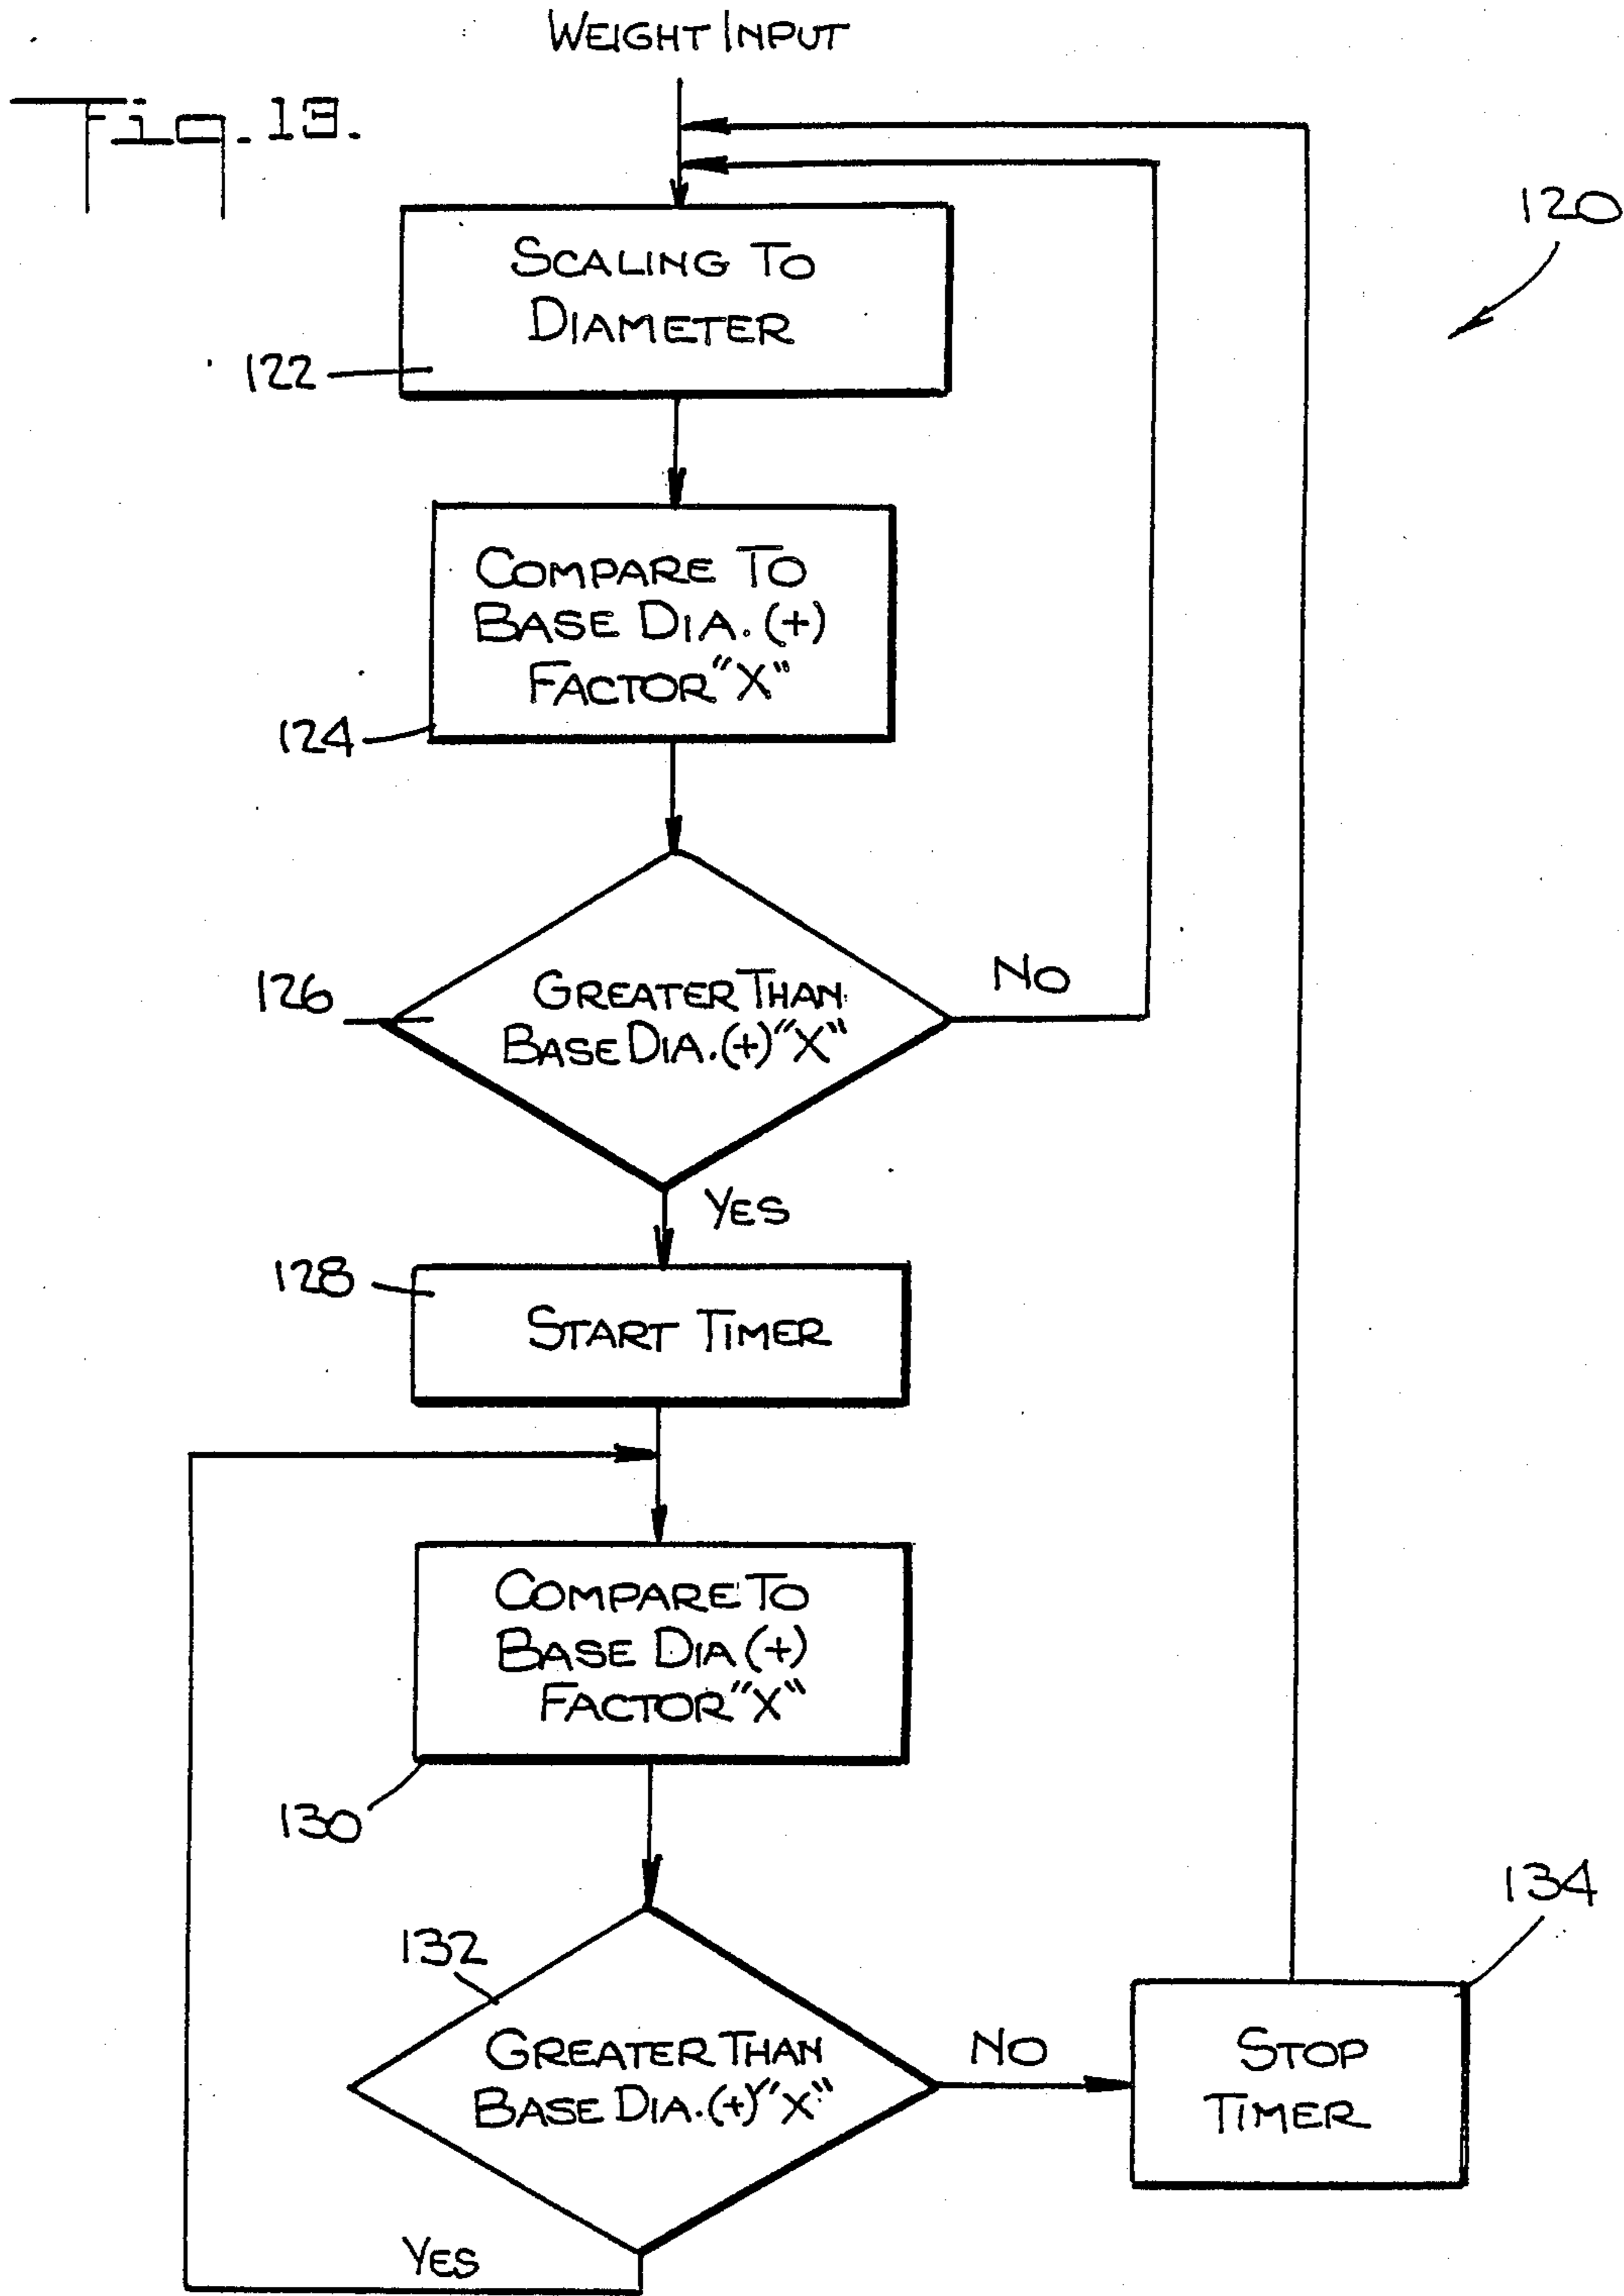 WEIGHT INPUT
Fig. 13.
120
SCALING TO
DIAMETER
122
COMPARE TO
BASE DIA. (+)
FACTOR "X"
124
126
GREATER THAN
BASE DIA. (+) "X"
NO
YES
128
START TIMER
COMPARE TO
BASE DIA (+)
FACTOR "X"
130
132
134
GREATER THAN
BASE DIA. (+) "X"
NO
STOP
TIMER
YES